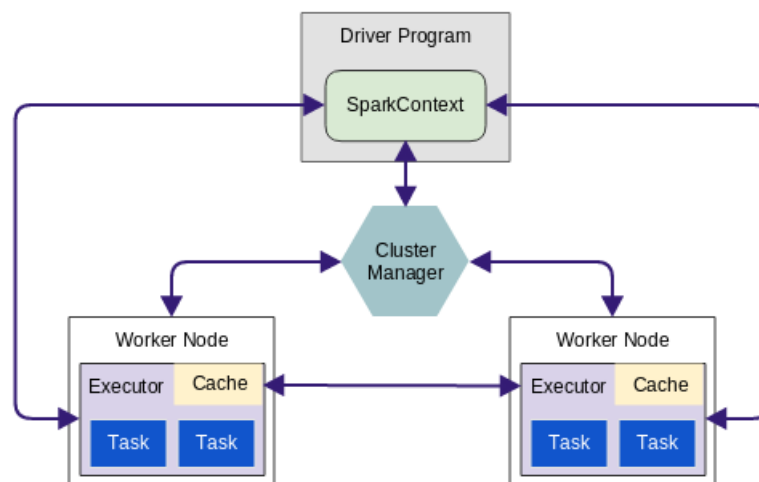 Driver Program
SparkContext
Cluster
Manager
Worker Node
Executor
Cache
Task
Task
Worker Node
Executor
Cache
Task
Task